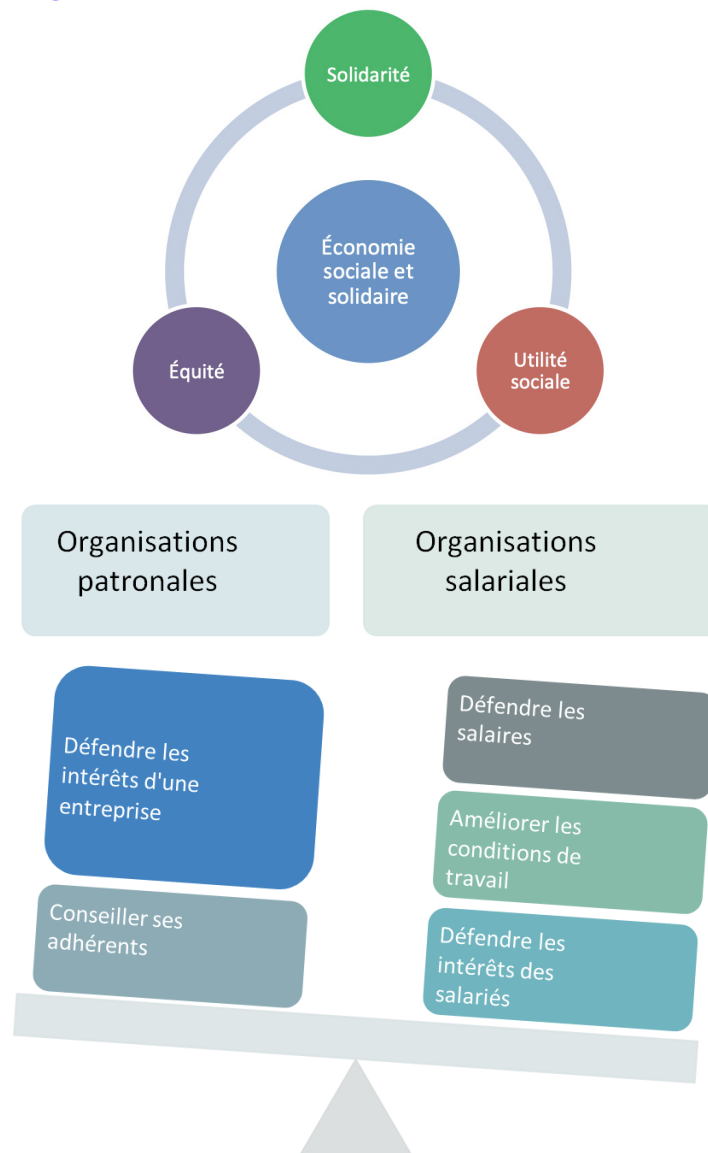 Solidarité
Économie
sociale et
solidaire
Équité
Utilité
sociale
Organisations
patronales
Organisations
salariales
Défendre les
intérêts d'une
entreprise
Conseiller ses
adhérents
Défendre les
salaires
Améliorer les
conditions de
travail
Défendre les
intérêts des
salariés